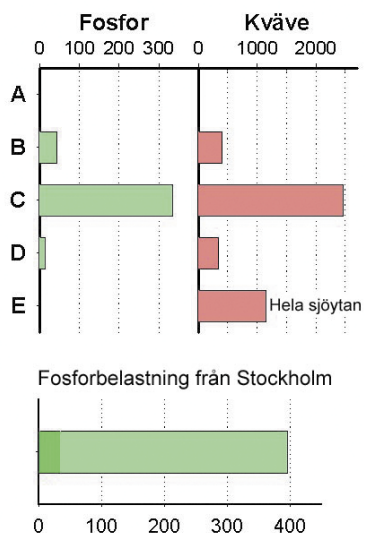 Fosfor Kväve
0 100 200 300 0 1000 2000
A
B
C
D
E Hela sjöytan
Fosforbelastning från Stockholm
0 100 200 300 400